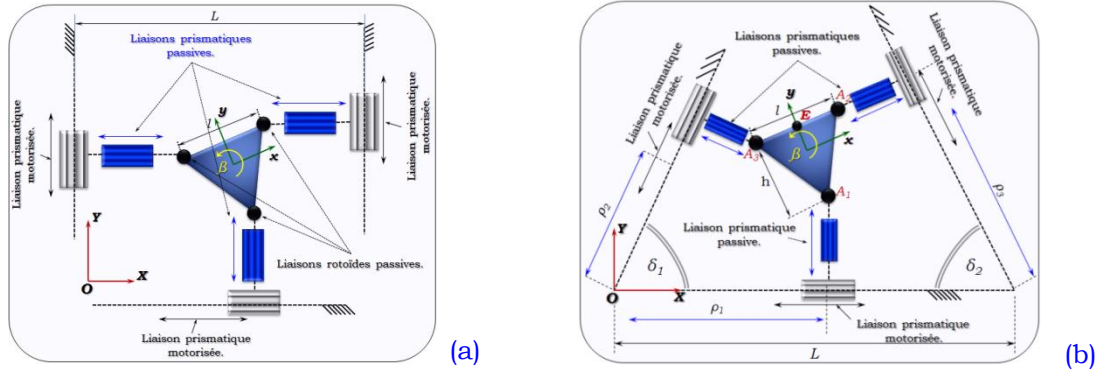 L
Liaisons prismatiques
passives.
Liaison prismatique
motorisée.
Liaison prismatique
motorisée.
l
y
x
β
Y
X
O
Liaisons rotoïdes passives.
Liaison prismatique
motorisée.
(a)
Liaison prismatique
motorisée.
Liaisons prismatiques
passives.
Liaison prismatique
motorisée.
y
E
l
A
A3
β
x
h
A1
ρ2
ρ3
Liaison prismatique
passive.
Y
δ1
δ2
O
X
ρ1
Liaison prismatique
motorisée.
L
(b)